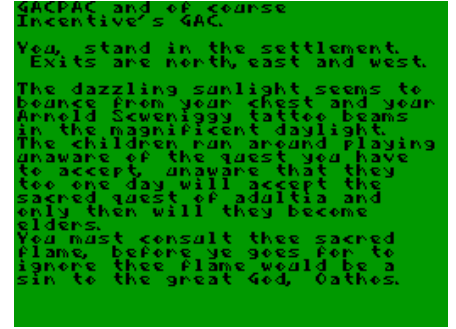 GACPAC and of course
Incentive's GAC.
You, stand in the settlement.
Exits are north, east and west.
The dazzling sunlight seems to
bounce from your chest and your
Arnold Scweniggy tattoo beams
in the magnificent daylight.
The children run around playing
unaware of the quest you have
to accept, unaware that they
too one day will accept the
sacred quest of adultia and
only then will they become
elders.
You must consult thee sacred
flame, before ye goes for to
ignore thee flame would be a
sin to the great God, Oathos.